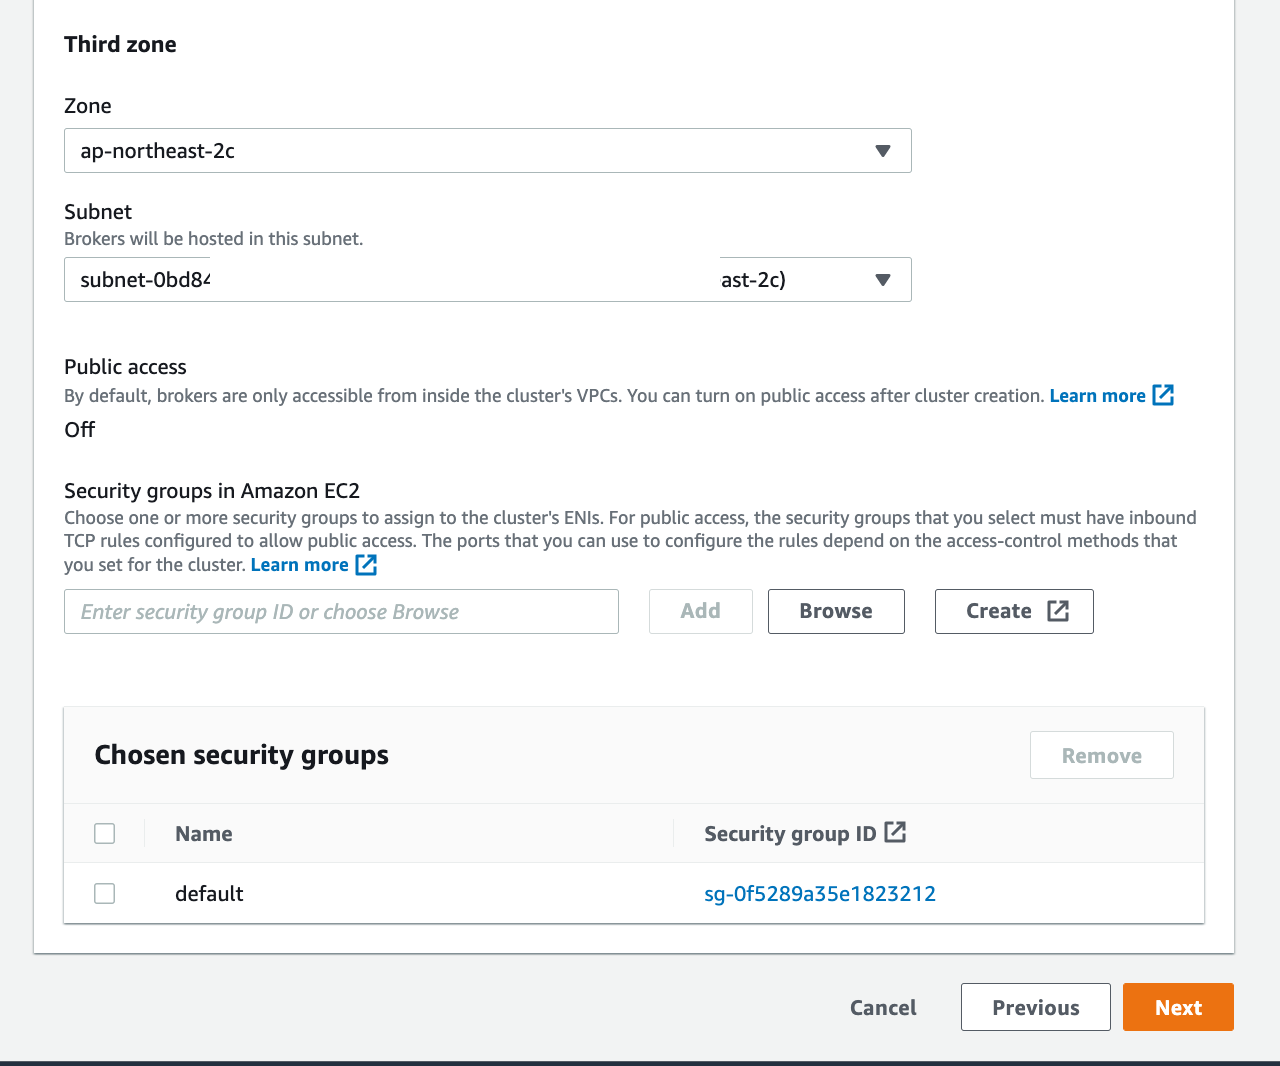 Third zone
Zone
ap-northeast-2c
Subnet
Brokers will be hosted in this subnet.
subnet-0bd84 ast-2c)
Public access
By default, brokers are only accessible from inside the cluster's VPCs. You can turn on public access after cluster creation. Learn more
Off
Security groups in Amazon EC2
Choose one or more security groups to assign to the cluster's ENIs. For public access, the security groups that you select must have inbound
TCP rules configured to allow public access. The ports that you can use to configure the rules depend on the access-control methods that
you set for the cluster. Learn more
Enter security group ID or choose Browse Add Browse Create
Chosen security groups Remove
Name Security group ID
default sg-0f5289a35e1823212
Cancel Previous Next